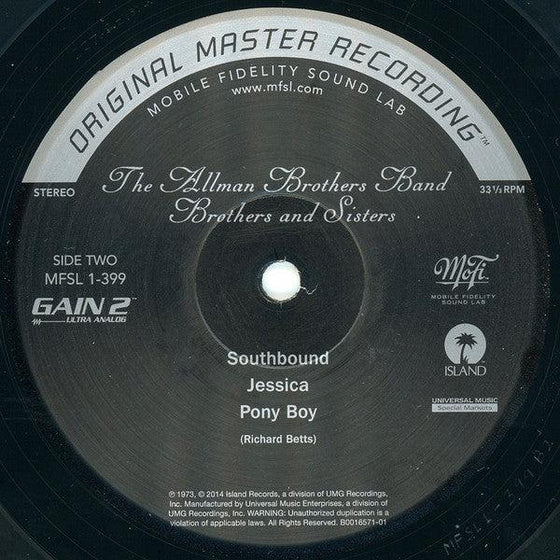 ORIGINAL MASTER RECORDING™
MOBILE FIDELITY SOUND LAB
www.mfsl.com
STEREO
33 1/3 RPM
The Allman Brothers Band
Brothers and Sisters
SIDE TWO
MFSL 1-399
GAIN 2™
ULTRA ANALOG
MoFi
MOBILE FIDELITY
SOUND LAB
ISLAND
UNIVERSAL MUSIC
Special Markets
Southbound
Jessica
Pony Boy
(Richard Betts)
℗ 1973, © 2014 Island Records, a division of UMG Recordings,
Inc. Manufactured by Universal Music Enterprises, a division of
UMG Recordings, Inc. WARNING: Unauthorized duplication is a
violation of applicable laws. All Rights Reserved. B0016571-01